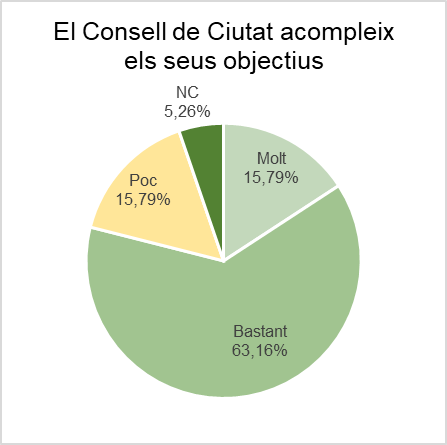 El Consell de Ciutat acompleix
els seus objectius
NC
5,26%
Molt
15,79%
Poc
15,79%
Bastant
63,16%